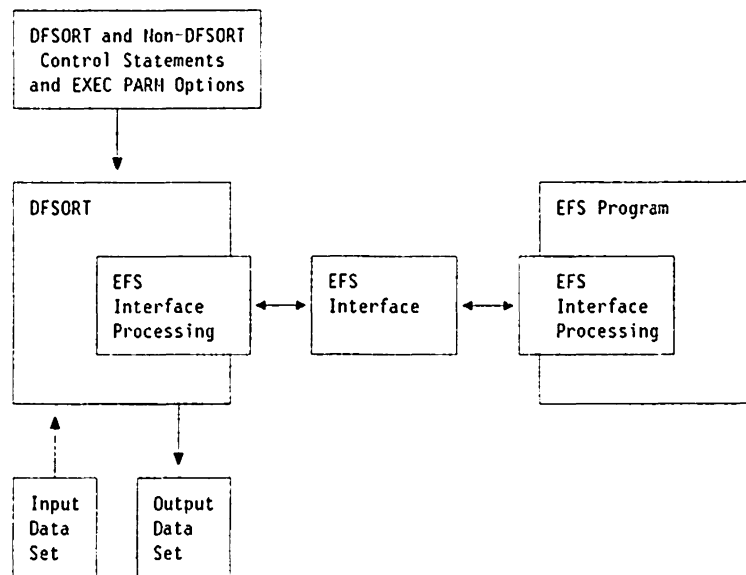 DFSORT and Non-DFSORT
Control Statements
and EXEC PARM Options
DFSORT
EFS Program
EFS
Interface
Processing
EFS
Interface
EFS
Interface
Processing
Input
Data
Set
Output
Data
Set